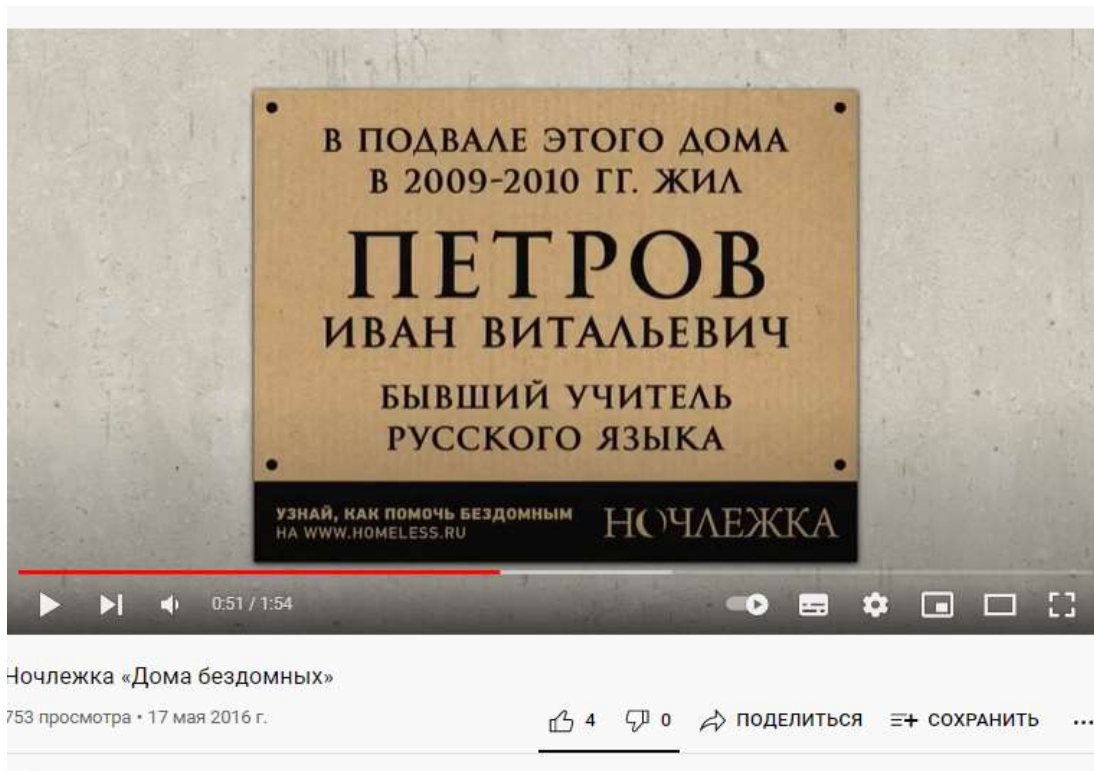 В ПОДВАЛЕ ЭТОГО ДОМА
В 2009-2010 ГГ. ЖИЛ
ПЕТРОВ
ИВАН ВИТАЛЬЕВИЧ
БЫВШИЙ УЧИТЕЛЬ
РУССКОГО ЯЗЫКА
УЗНАЙ, КАК ПОМОЧЬ БЕЗДОМНЫМ
НА WWW.HOMELESS.RU
НОЧЛЕЖКА
0:51 / 1:54
Ночлежка «Дома бездомных»
753 просмотра • 17 мая 2016 г.
4 0 ПОДЕЛИТЬСЯ СОХРАНИТЬ ...